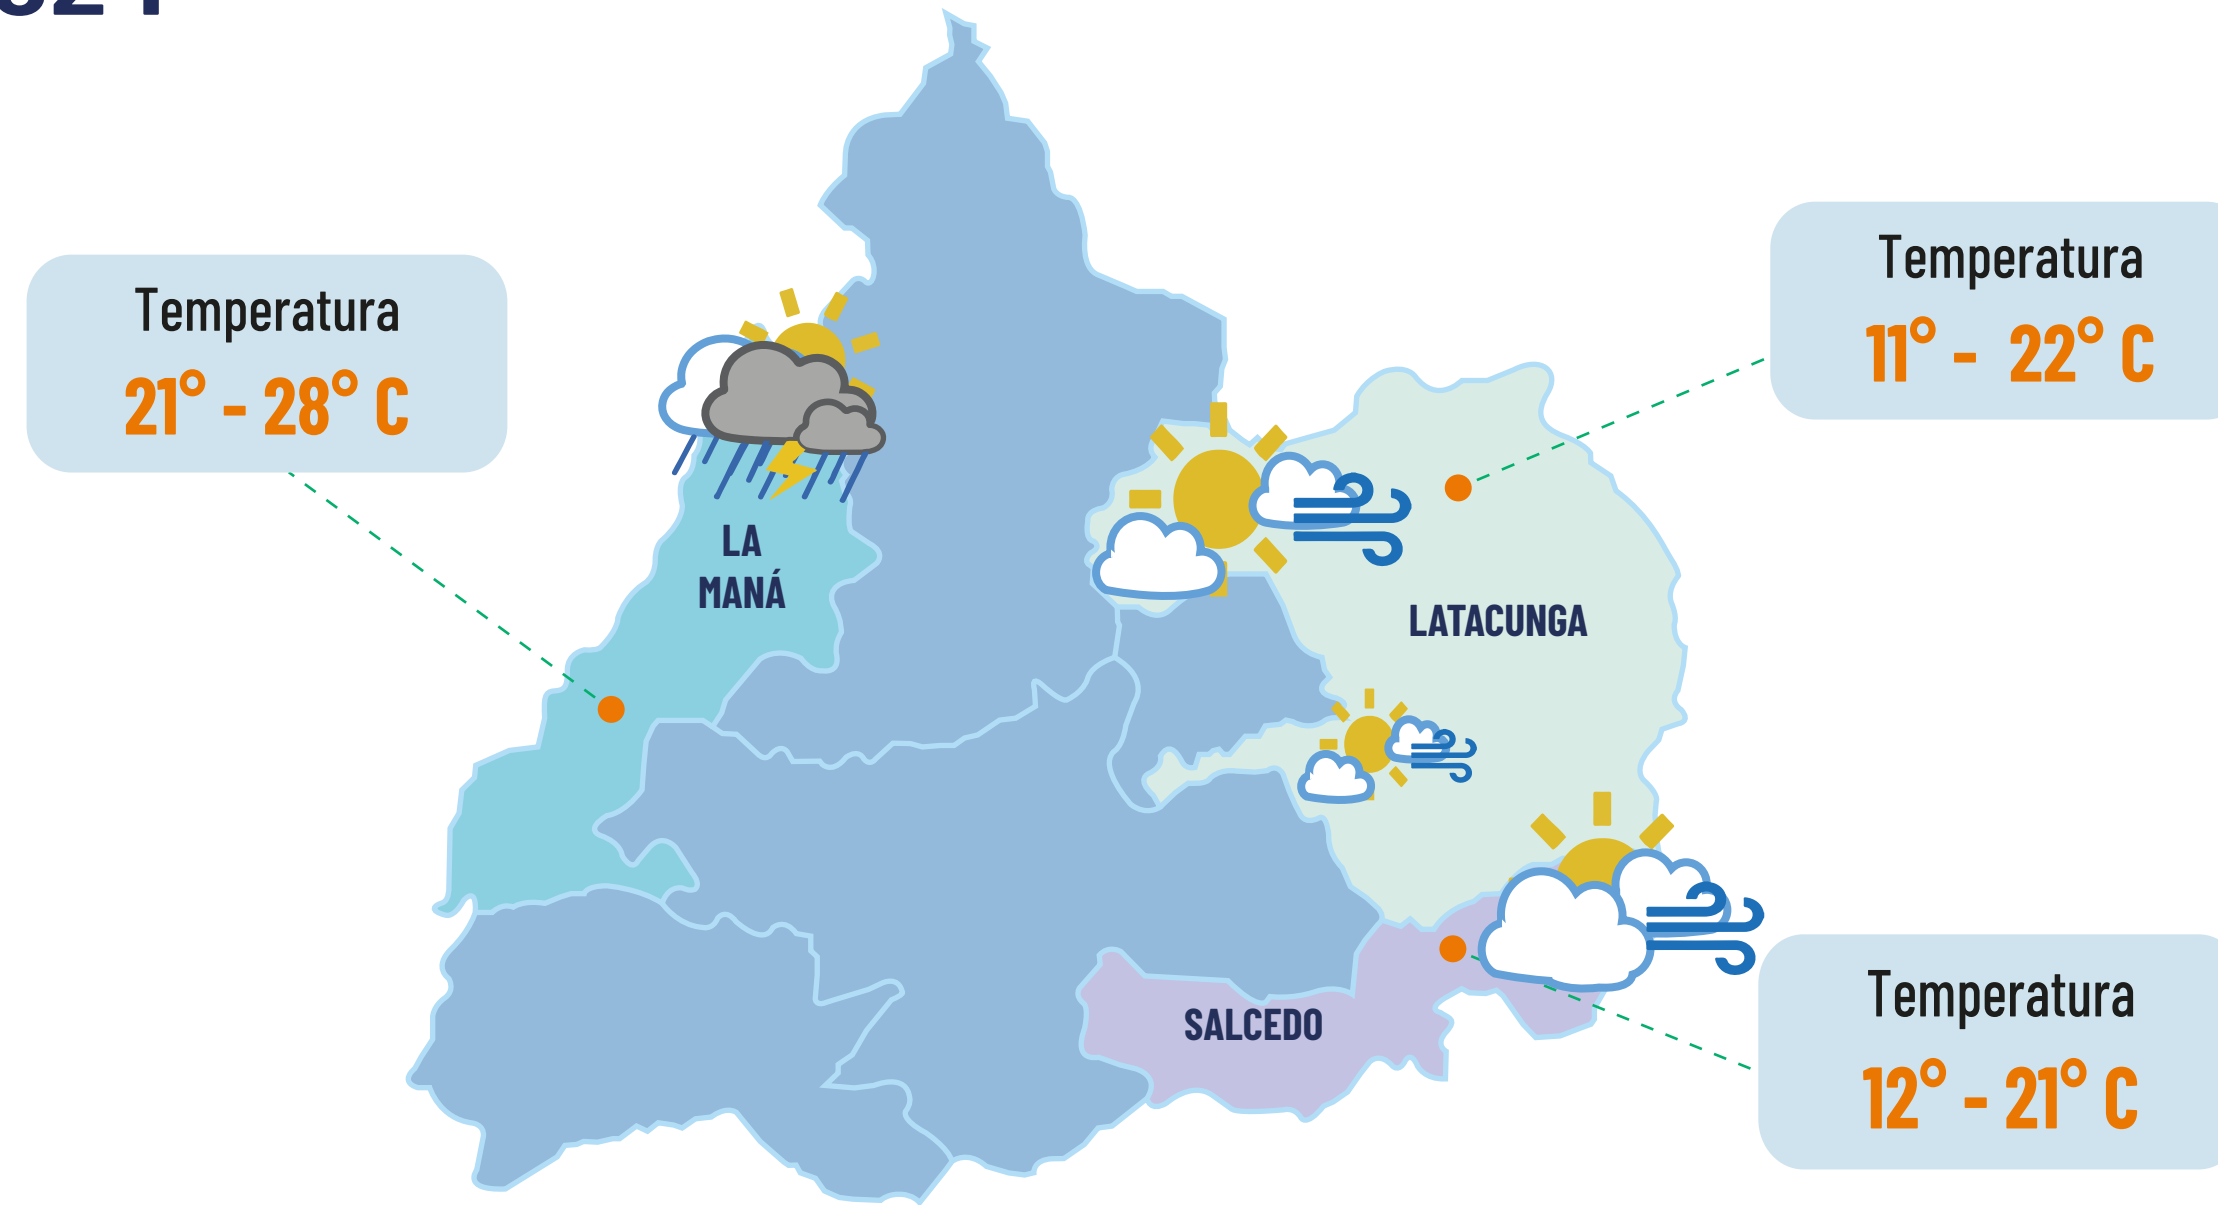 Temperatura
11° - 22° C
Temperatura
21° - 28° C
LA
MANÁ
LATACUNGA
Temperatura
12° - 21° C
SALCEDO